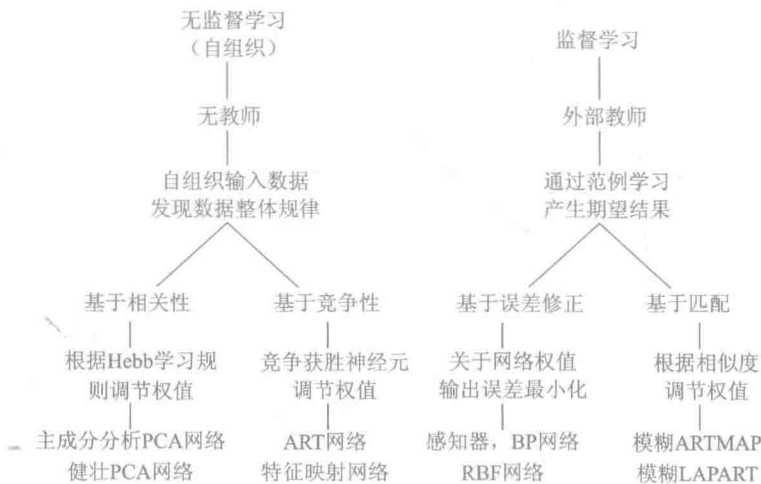 无监督学习
（自组织）
无教师
自组织输入数据
发现数据整体规律
基于相关性
根据Hebb学习规
则调节权值
主成分分析PCA网络
健壮PCA网络
基于竞争性
竞争获胜神经元
调节权值
ART网络
特征映射网络
监督学习
外部教师
通过范例学习
产生期望结果
基于误差修正
关于网络权值
输出误差最小化
感知器，BP网络
RBF网络
基于匹配
根据相似度
调节权值
模糊ARTMAP
模糊LAPART